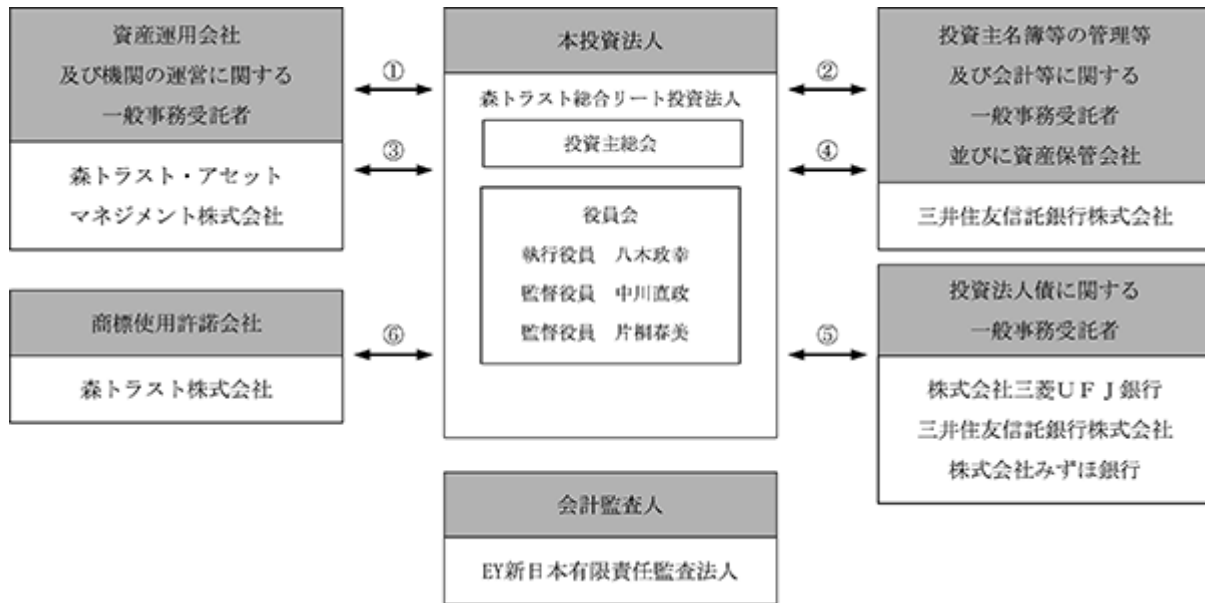 資産運用会社
及び機関の運営に関する
一般事務受託者
森トラスト・アセット
マネジメント株式会社
①
③
本投資法人
森トラスト総合リート投資法人
投資主総会
役員会
執行役員　八木政幸
監督役員　中川直政
監督役員　片桐春美
②
④
投資主名簿等の管理等
及び会計等に関する
一般事務受託者
並びに資産保管会社
三井住友信託銀行株式会社
商標使用許諾会社
森トラスト株式会社
⑥
⑤
投資法人債に関する
一般事務受託者
株式会社三菱ＵＦＪ銀行
三井住友信託銀行株式会社
株式会社みずほ銀行
会計監査人
EY新日本有限責任監査法人